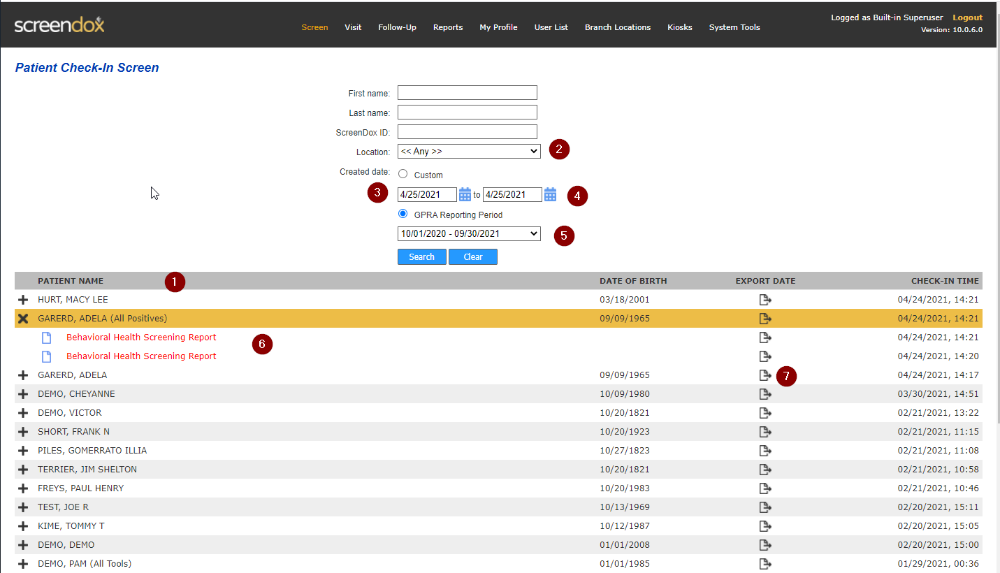 screendox
Screen Visit Follow-Up Reports My Profile User List Branch Locations Kiosks System Tools
Logged as Built-in Superuser Logout
Version: 10.0.6.0
Patient Check-In Screen
First name:
Last name:
ScreenDox ID:
Location: << Any >> 2
Created date: Custom
3 4/25/2021 to 4/25/2021 4
GPRA Reporting Period
10/01/2020 - 09/30/2021 5
Search Clear
PATIENT NAME 1 DATE OF BIRTH EXPORT DATE CHECK-IN TIME
HURT, MACY LEE 03/18/2001 04/24/2021, 14:21
GARERD, ADELA (All Positives) 09/09/1965 04/24/2021, 14:21
Behavioral Health Screening Report 04/24/2021, 14:21
6
Behavioral Health Screening Report 04/24/2021, 14:20
GARERD, ADELA 09/09/1965 7 04/24/2021, 14:17
DEMO, CHEYANNE 10/09/1980 03/30/2021, 14:51
DEMO, VICTOR 10/20/1821 02/21/2021, 13:22
SHORT, FRANK N 10/20/1923 02/21/2021, 11:15
PILES, GOMERRATO ILLIA 10/27/1823 02/21/2021, 11:08
TERRIER, JIM SHELTON 10/20/1821 02/21/2021, 10:58
FREYS, PAUL HENRY 10/20/1983 02/21/2021, 10:46
TEST, JOE R 10/13/1969 02/20/2021, 15:11
KIME, TOMMY T 10/12/1987 02/20/2021, 15:05
DEMO, DEMO 01/01/2008 02/20/2021, 15:00
DEMO, PAM (All Tools) 01/01/1985 01/29/2021, 00:36